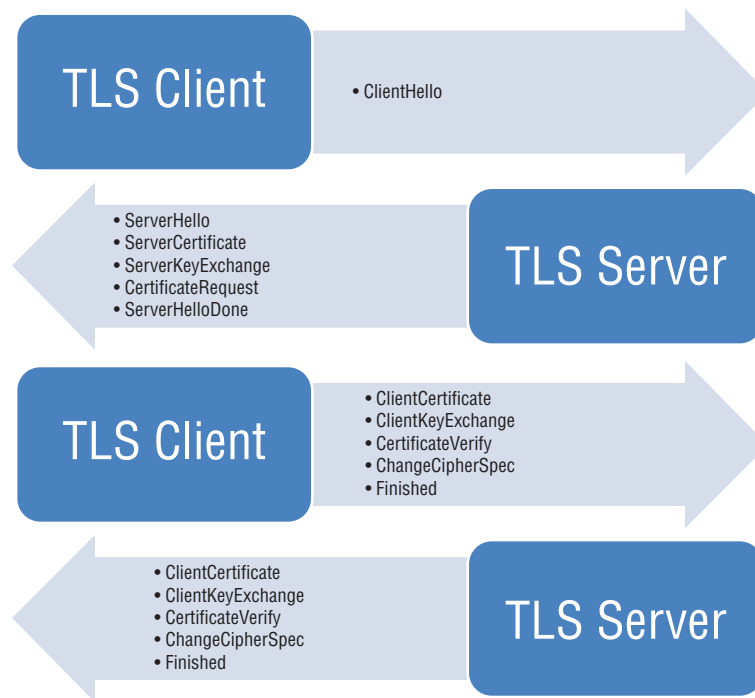 TLS Client
• ClientHello
• ServerHello
• ServerCertificate
• ServerKeyExchange
• CertificateRequest
• ServerHelloDone
TLS Server
TLS Client
• ClientCertificate
• ClientKeyExchange
• CertificateVerify
• ChangeCipherSpec
• Finished
• ClientCertificate
• ClientKeyExchange
• CertificateVerify
• ChangeCipherSpec
• Finished
TLS Server